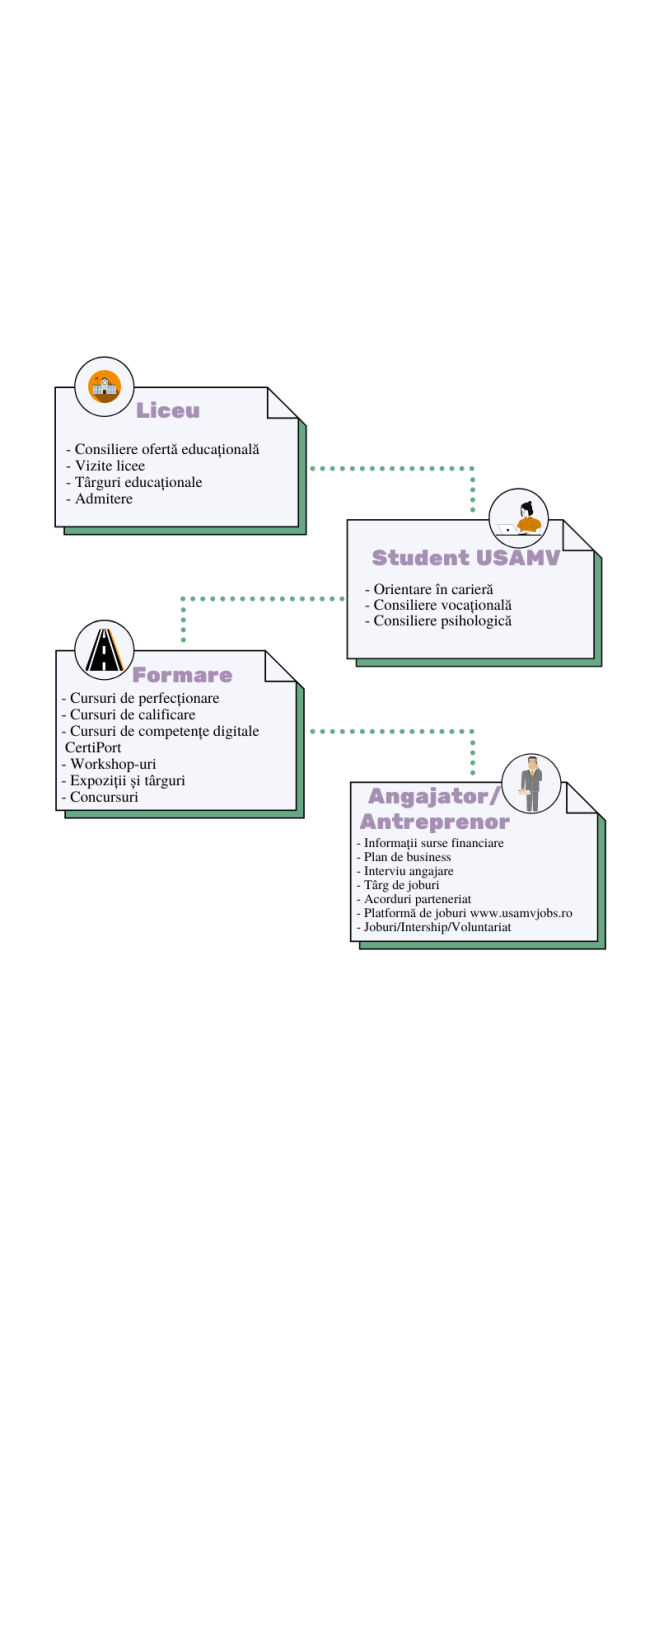 Liceu
- Consiliere ofertă educațională
- Vizite licee
- Târguri educaționale
- Admitere
Student USAMV
- Orientare în carieră
- Consiliere vocațională
- Consiliere psihologică
Formare
- Cursuri de perfecționare
- Cursuri de calificare
- Cursuri de competențe digitale
CertiPort
- Workshop-uri
- Expoziții și târguri
- Concursuri
Angajator/
Antreprenor
- Informații surse financiare
- Plan de business
- Interviu angajare
- Târg de joburi
- Acorduri parteneriat
- Platformă de joburi www.usamvjobs.ro
- Joburi/Intership/Voluntariat